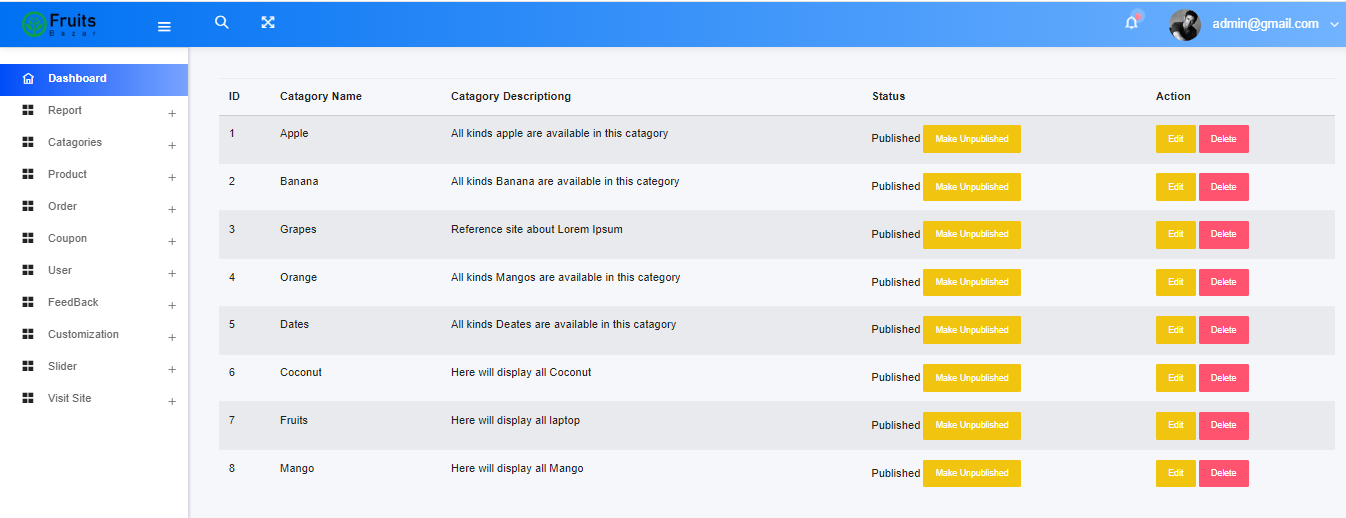 Fruits
Bazar
admin@gmail.com
Dashboard
Report
Catagories
Product
Order
Coupon
User
FeedBack
Customization
Slider
Visit Site
ID Catagory Name Catagory Descriptiong Status Action
1 Apple All kinds apple are available in this catagory Published Make Unpublished Edit Delete
2 Banana All kinds Banana are available in this category Published Make Unpublished Edit Delete
3 Grapes Reference site about Lorem Ipsum Published Make Unpublished Edit Delete
4 Orange All kinds Mangos are available in this category Published Make Unpublished Edit Delete
5 Dates All kinds Deates are available in this catagory Published Make Unpublished Edit Delete
6 Coconut Here will display all Coconut Published Make Unpublished Edit Delete
7 Fruits Here will display all laptop Published Make Unpublished Edit Delete
8 Mango Here will display all Mango Published Make Unpublished Edit Delete